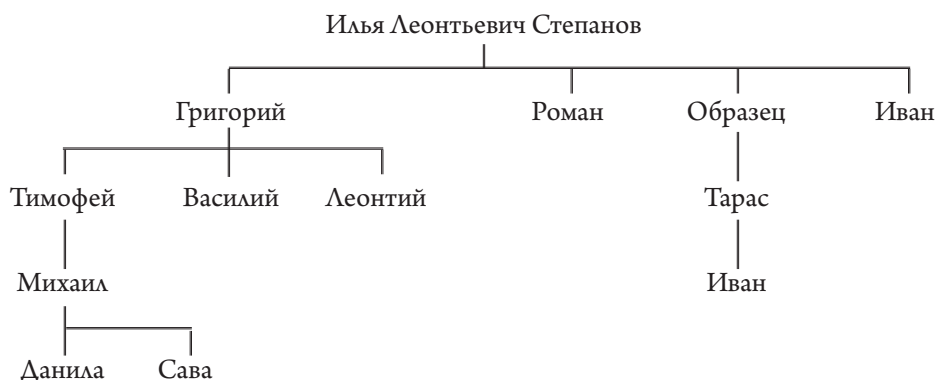 Илья Леонтьевич Степанов
Григорий Роман Образец Иван
Тимофей Василий Леонтий Тарас
Михаил Иван
Данила Сава